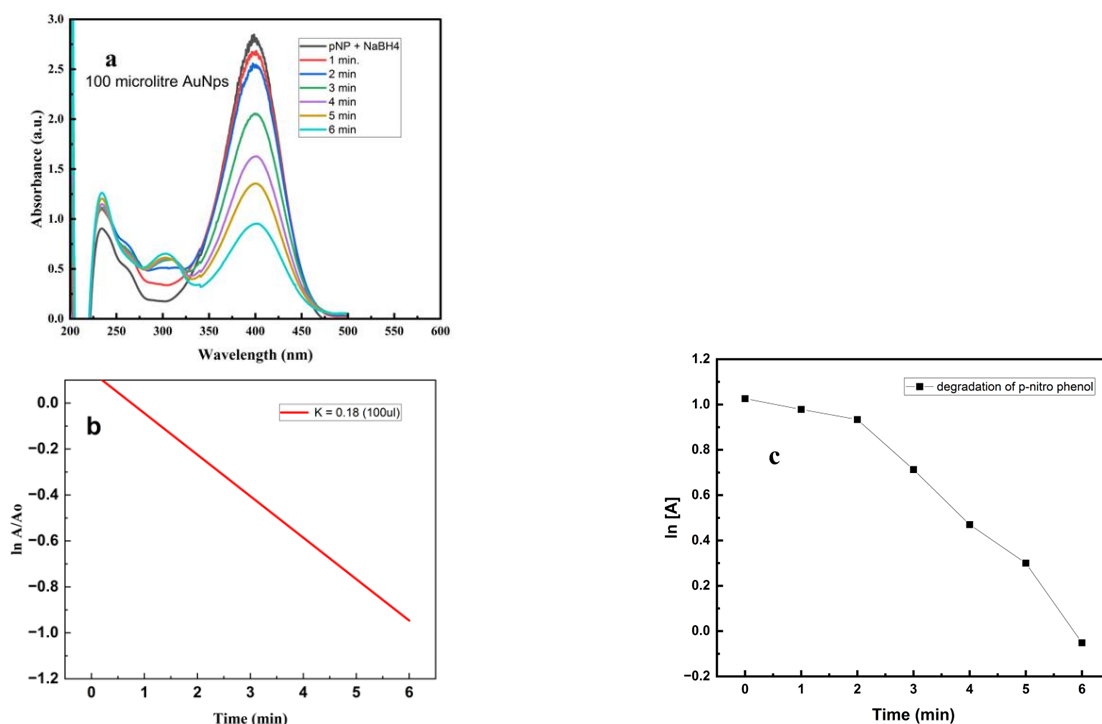 3.0
2.5
2.0
1.5
1.0
0.5
0.0
Absorbance (a.u.)
a
100 microlitre AuNps
pNP + NaBH4
1 min.
2 min
3 min
4 min
5 min
6 min
200 250 300 350 400 450 500 550 600
Wavelength (nm)
0.0
−0.2
−0.4
−0.6
−0.8
−1.0
−1.2
ln A/Ao
b
K = 0.18 (100ul)
0 1 2 3 4 5 6
Time (min)
1.2
1.0
0.8
0.6
0.4
0.2
0.0
-0.2
ln [A]
degradation of p-nitro phenol
c
0 1 2 3 4 5 6
Time (min)